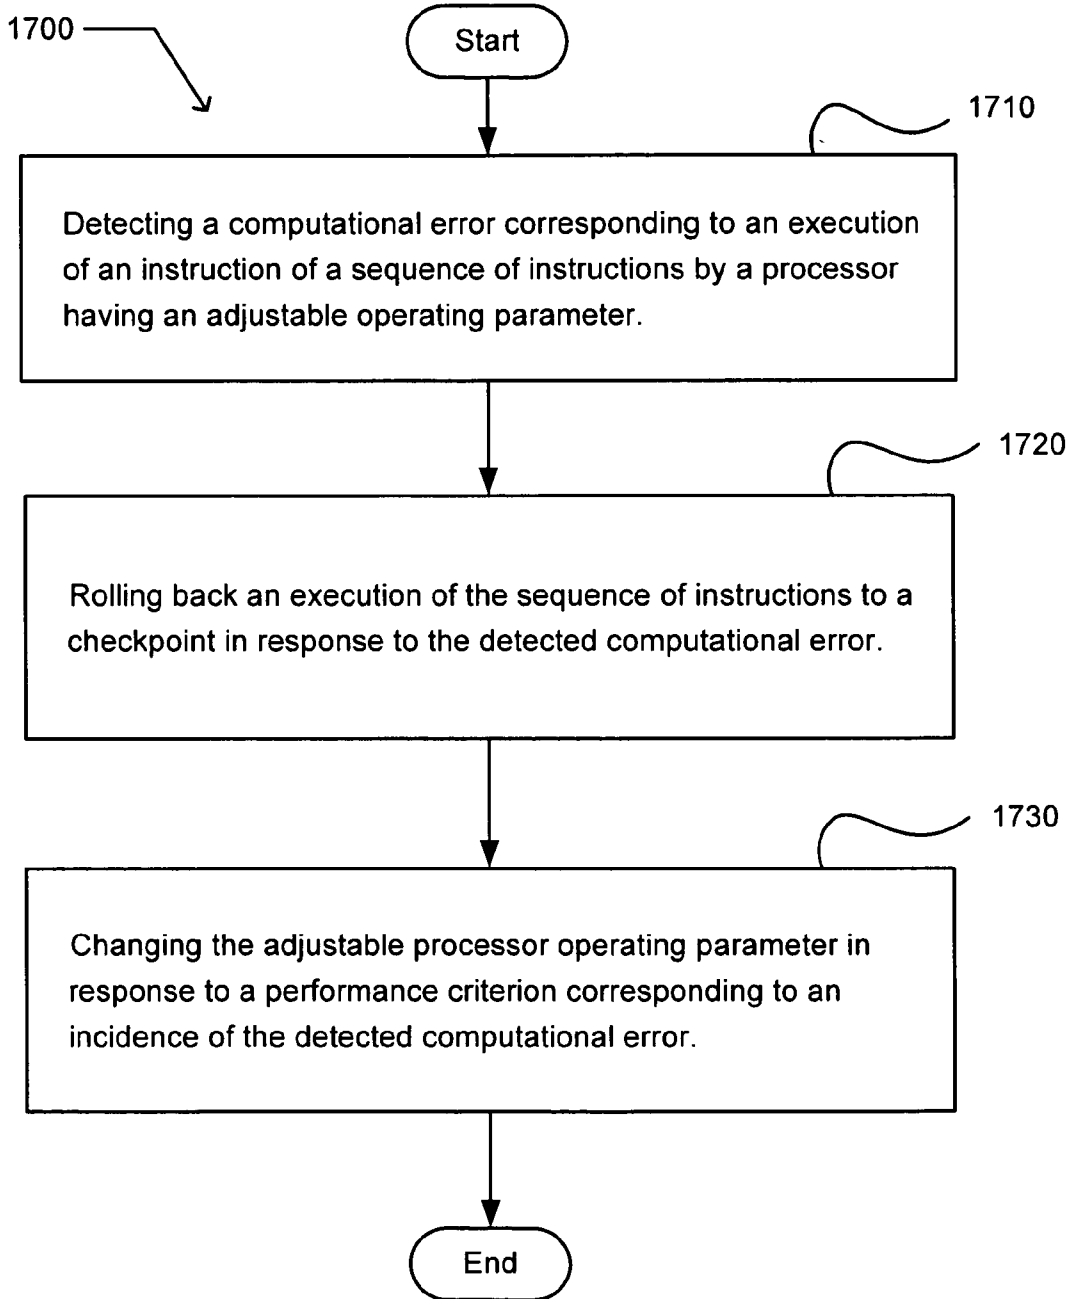 1700
Start
1710
Detecting a computational error corresponding to an execution
of an instruction of a sequence of instructions by a processor
having an adjustable operating parameter.
1720
Rolling back an execution of the sequence of instructions to a
checkpoint in response to the detected computational error.
1730
Changing the adjustable processor operating parameter in
response to a performance criterion corresponding to an
incidence of the detected computational error.
End